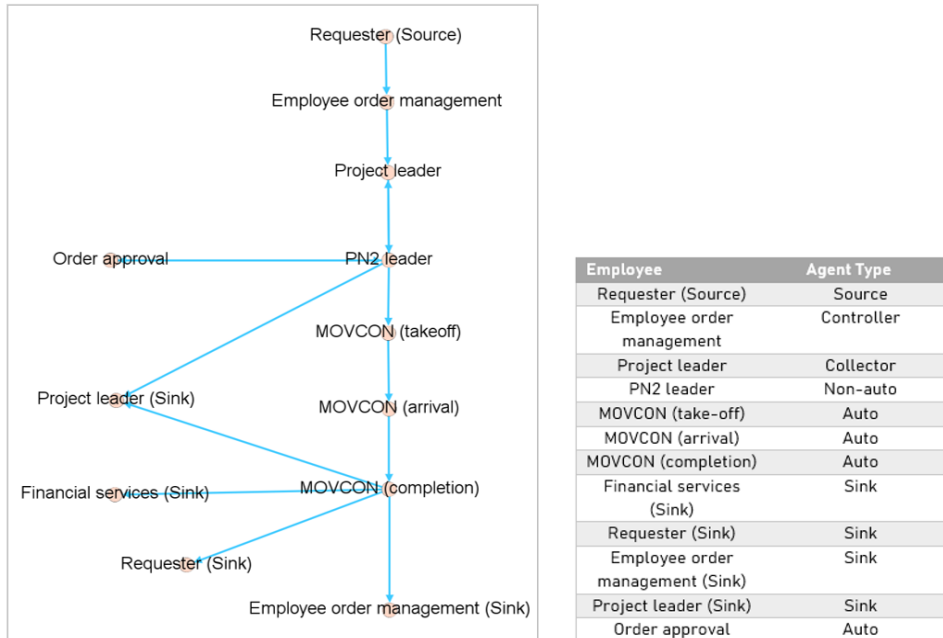 Requester (Source)
Employee order management
Project leader
Order approval
PN2 leader
MOVCON (takeoff)
Project leader (Sink)
MOVCON (arrival)
Financial services (Sink)
MOVCON (completion)
Requester (Sink)
Employee order management (Sink)
Employee Agent Type
Requester (Source) Source
Employee order Controller
management
Project leader Collector
PN2 leader Non-auto
MOVCON (take-off) Auto
MOVCON (arrival) Auto
MOVCON (completion) Auto
Financial services Sink
(Sink)
Requester (Sink) Sink
Employee order Sink
management (Sink)
Project leader (Sink) Sink
Order approval Auto